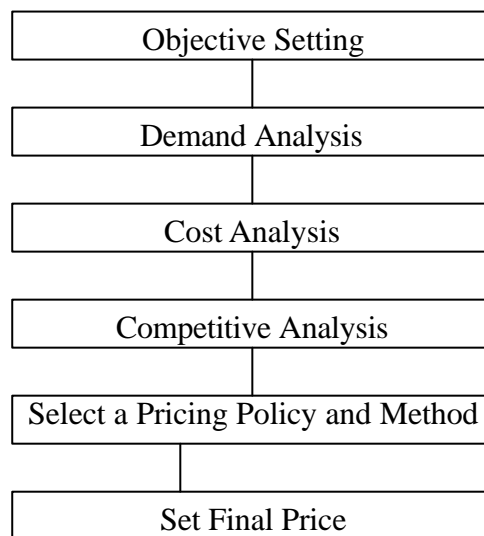 Objective Setting
Demand Analysis
Cost Analysis
Competitive Analysis
Select a Pricing Policy and Method
Set Final Price